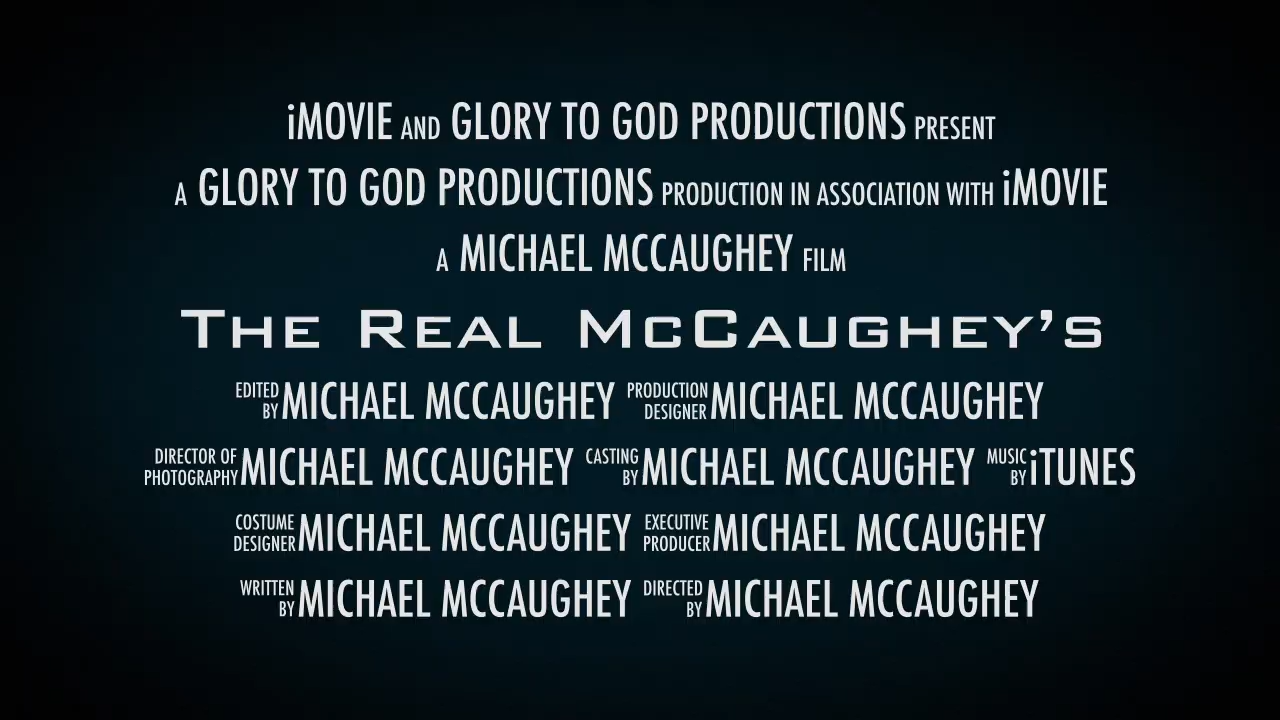 iMOVIE AND GLORY TO GOD PRODUCTIONS PRESENT
A GLORY TO GOD PRODUCTIONS PRODUCTION IN ASSOCIATION WITH iMOVIE
A MICHAEL MCCAUGHEY FILM
THE REAL MCCAUGHEY'S
EDITED BY MICHAEL MCCAUGHEY PRODUCTION DESIGNER MICHAEL MCCAUGHEY
DIRECTOR OF PHOTOGRAPHY MICHAEL MCCAUGHEY CASTING BY MICHAEL MCCAUGHEY MUSIC BY iTUNES
COSTUME DESIGNER MICHAEL MCCAUGHEY EXECUTIVE PRODUCER MICHAEL MCCAUGHEY
WRITTEN BY MICHAEL MCCAUGHEY DIRECTED BY MICHAEL MCCAUGHEY